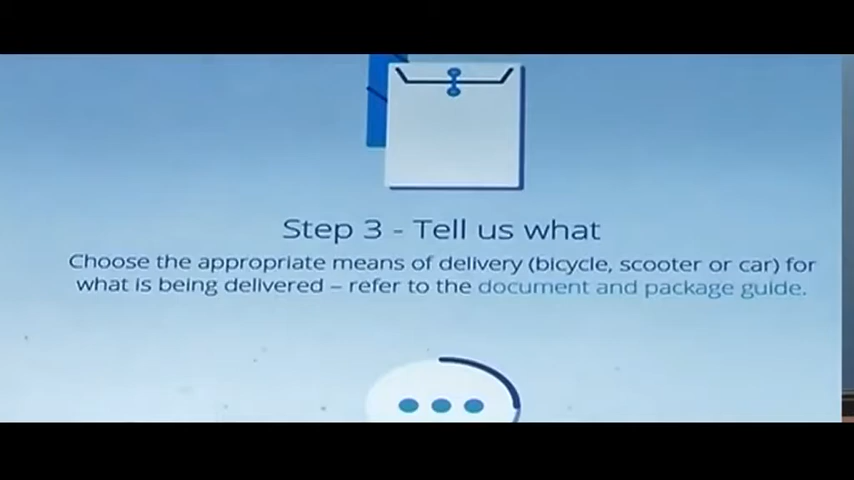 Step 3 - Tell us what
Choose the appropriate means of delivery (bicycle, scooter or car) for
what is being delivered – refer to the document and package guide.